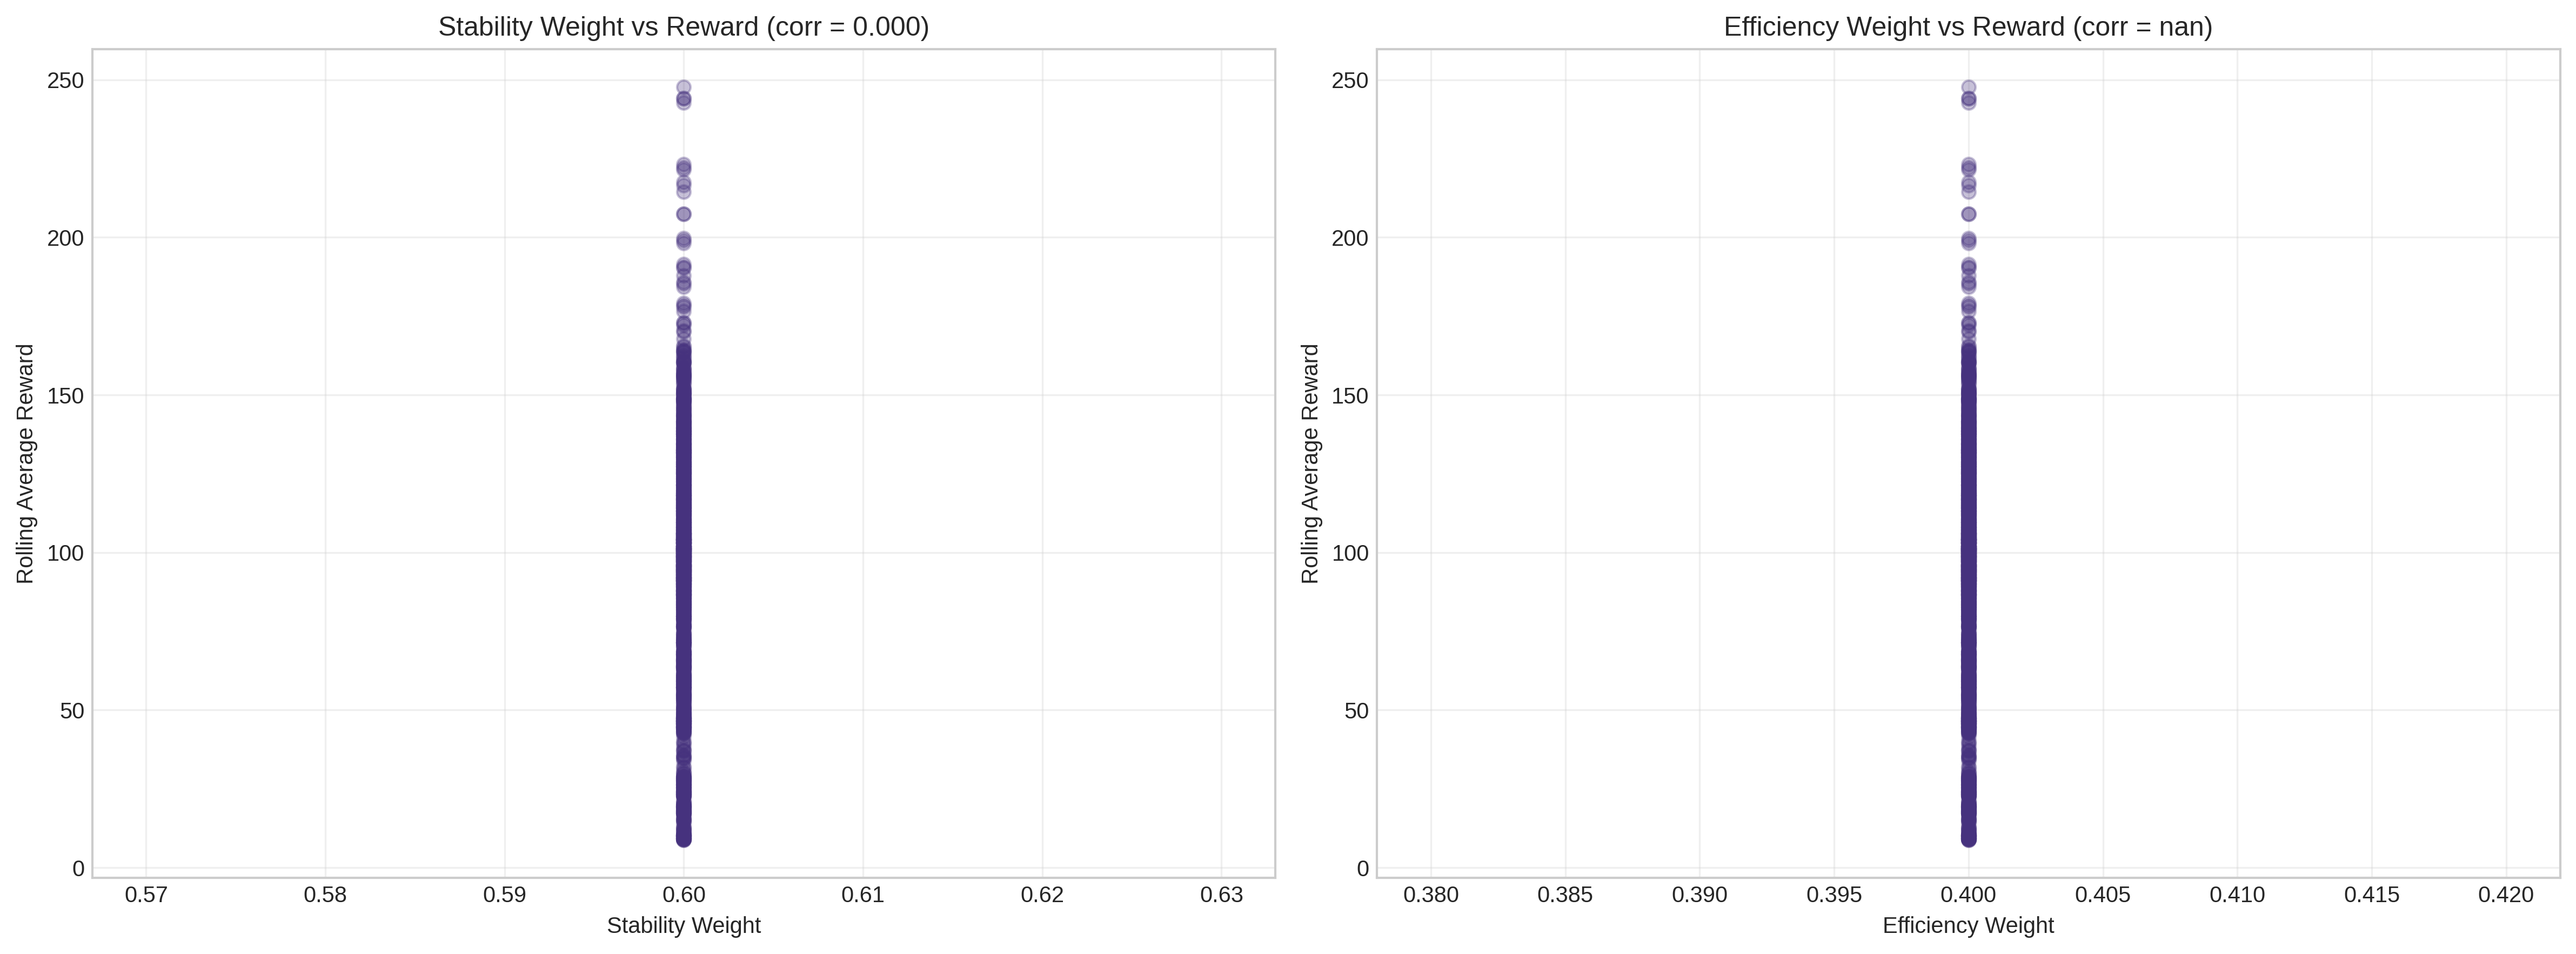 Stability Weight vs Reward (corr = 0.000)
Rolling Average Reward
250
200
150
100
50
0
0.57 0.58 0.59 0.60 0.61 0.62 0.63
Stability Weight
Efficiency Weight vs Reward (corr = nan)
Rolling Average Reward
250
200
150
100
50
0
0.380 0.385 0.390 0.395 0.400 0.405 0.410 0.415 0.420
Efficiency Weight